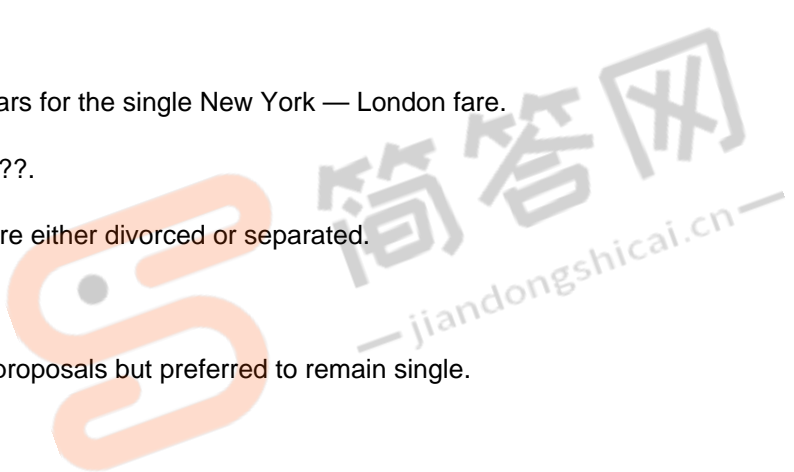 ars for the single New York — London fare.
??.
re either divorced or separated.
proposals but preferred to remain single.
简答网
— jiandongshicai.cn —